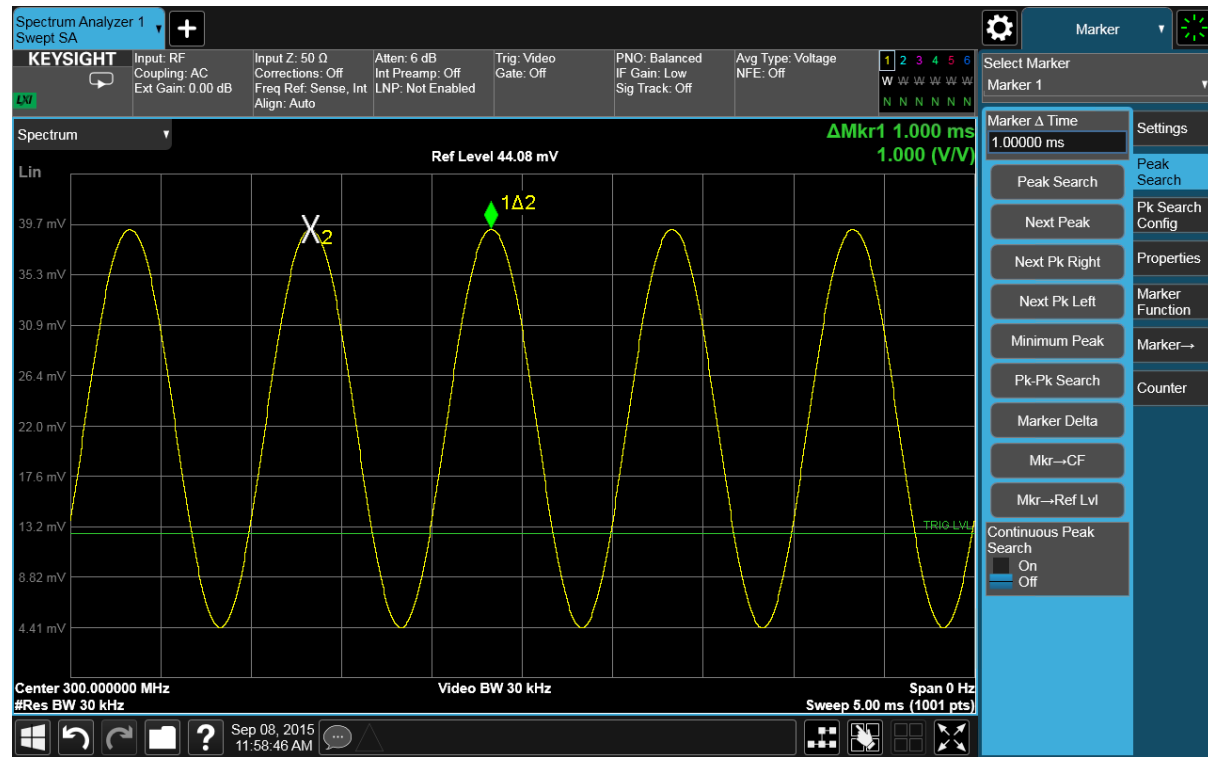 Spectrum Analyzer 1
Swept SA
Marker
KEYSIGHT
LXI
Input: RF
Coupling: AC
Ext Gain: 0.00 dB
Input Z: 50 Ω
Corrections: Off
Freq Ref: Sense, Int
Align: Auto
Atten: 6 dB
Int Preamp: Off
LNP: Not Enabled
Trig: Video
Gate: Off
PNO: Balanced
IF Gain: Low
Sig Track: Off
Avg Type: Voltage
NFE: Off
1 2 3 4 5 6
W W W W W W
N N N N N N
Select Marker
Marker 1
Spectrum
Ref Level 44.08 mV
ΔMkr1 1.000 ms
1.000 (V/V)
Lin
39.7 mV
35.3 mV
30.9 mV
26.4 mV
22.0 mV
17.6 mV
13.2 mV
8.82 mV
4.41 mV
X2
1Δ2
TRIG LVL
Center 300.000000 MHz
Video BW 30 kHz
Span 0 Hz
#Res BW 30 kHz
Sweep 5.00 ms (1001 pts)
Marker Δ Time
1.00000 ms
Peak Search
Next Peak
Next Pk Right
Next Pk Left
Minimum Peak
Pk-Pk Search
Marker Delta
Mkr→CF
Mkr→Ref Lvl
Continuous Peak
Search
On
Off
Settings
Peak
Search
Pk Search
Config
Properties
Marker
Function
Marker→
Counter
?
Sep 08, 2015
11:58:46 AM